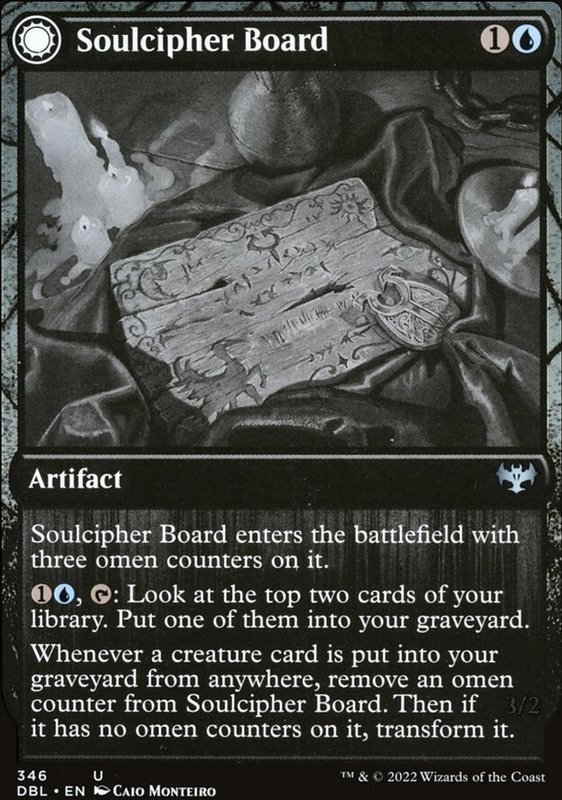 Soulcipher Board 1
Artifact
Soulcipher Board enters the battlefield with
three omen counters on it.
1, : Look at the top two cards of your
library. Put one of them into your graveyard.
Whenever a creature card is put into your
graveyard from anywhere, remove an omen
counter from Soulcipher Board. Then if
it has no omen counters on it, transform it.
3/2
346 U
DBL • EN Caio Monteiro
™ & © 2022 Wizards of the Coast